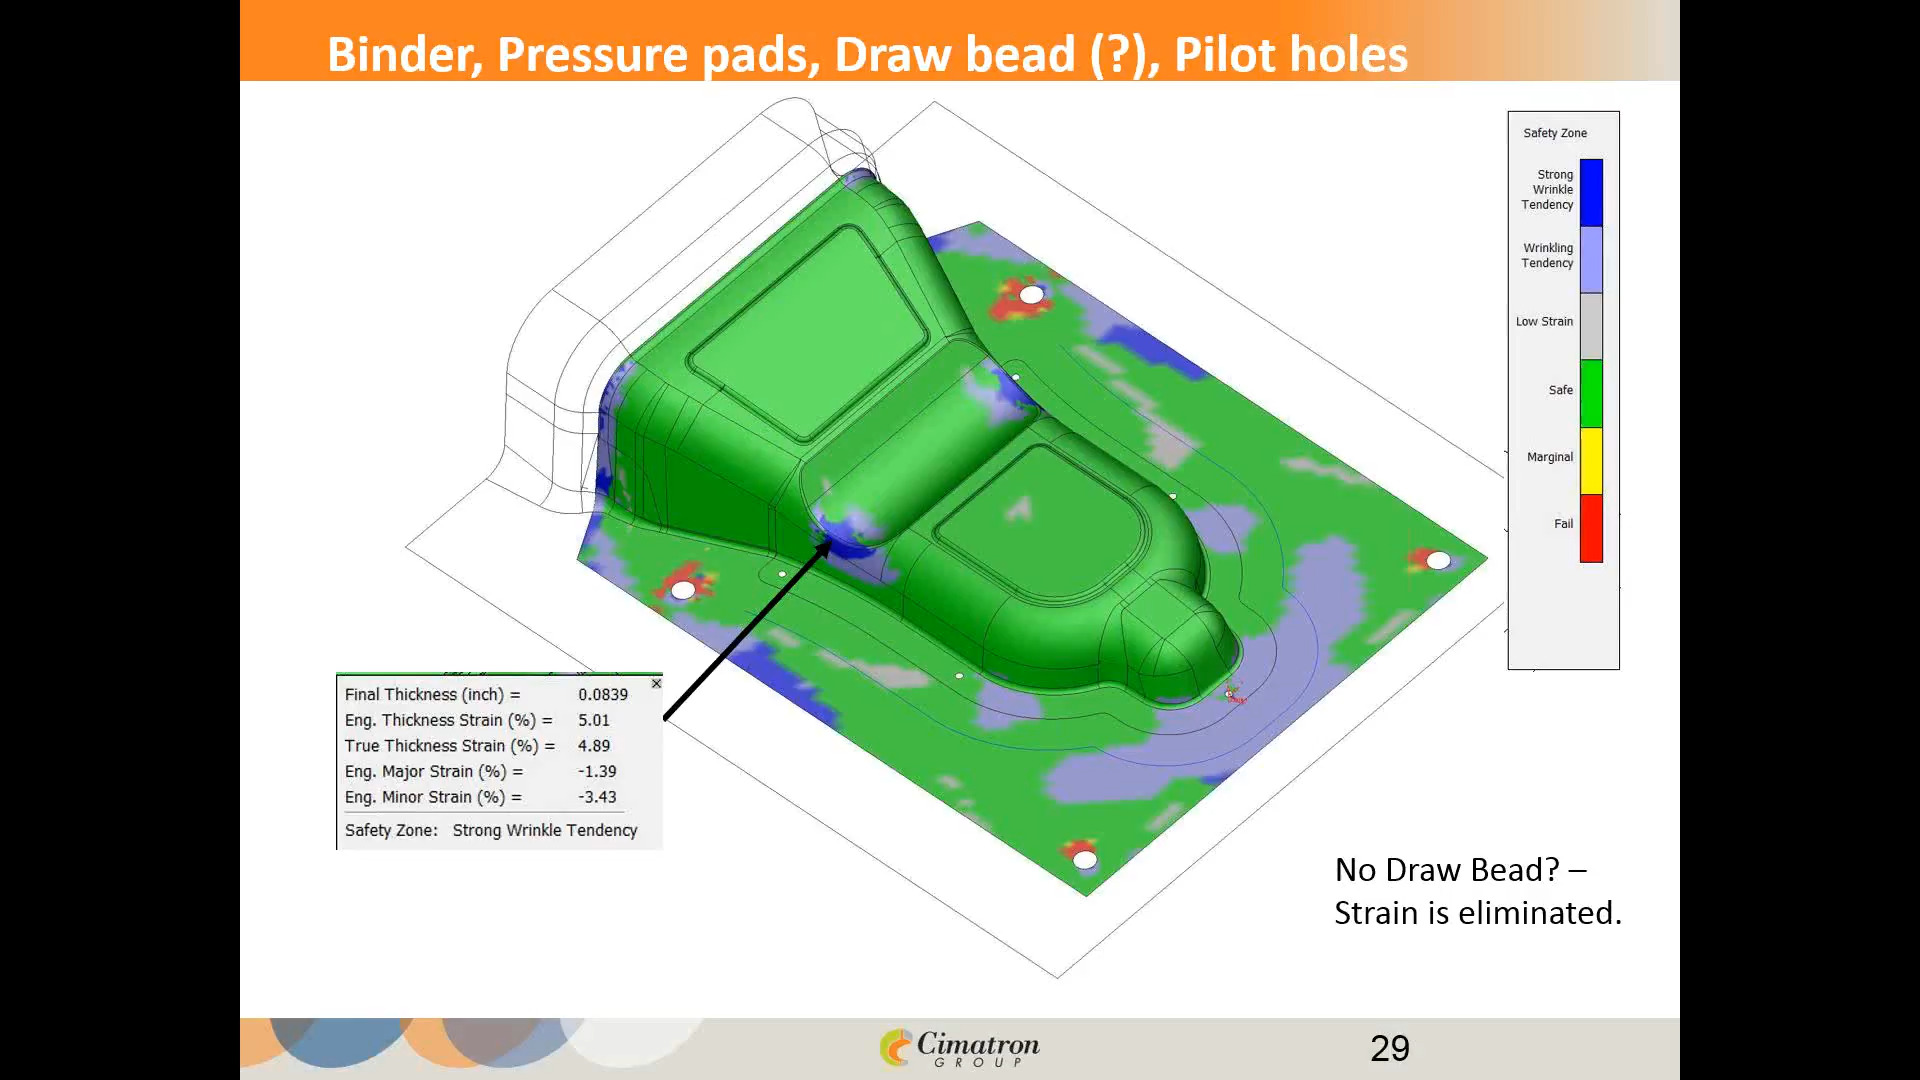 Binder, Pressure pads, Draw bead (?), Pilot holes
Safety Zone
Strong
Wrinkle
Tendency
Wrinkling
Tendency
Low Strain
Safe
Marginal
Fail
Final Thickness (inch) = 0.0839
Eng. Thickness Strain (%) = 5.01
True Thickness Strain (%) = 4.89
Eng. Major Strain (%) = -1.39
Eng. Minor Strain (%) = -3.43
Safety Zone: Strong Wrinkle Tendency
No Draw Bead? –
Strain is eliminated.
Cimatron
GROUP
29